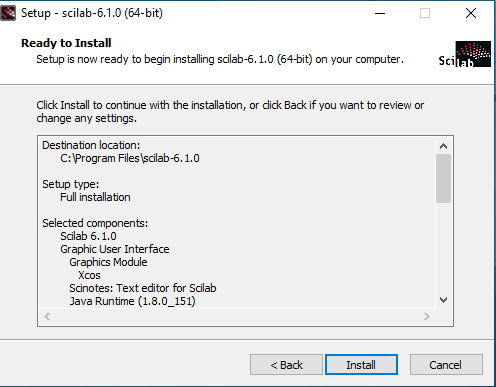 Setup - scilab-6.1.0 (64-bit)
Ready to Install
Setup is now ready to begin installing scilab-6.1.0 (64-bit) on your computer.
Scilab
Click Install to continue with the installation, or click Back if you want to review or
change any settings.
Destination location:
C:\Program Files\scilab-6.1.0
Setup type:
Full installation
Selected components:
Scilab 6.1.0
Graphic User Interface
Graphics Module
Xcos
Scinotes: Text editor for Scilab
Java Runtime (1.8.0_151)
< Back
Install
Cancel